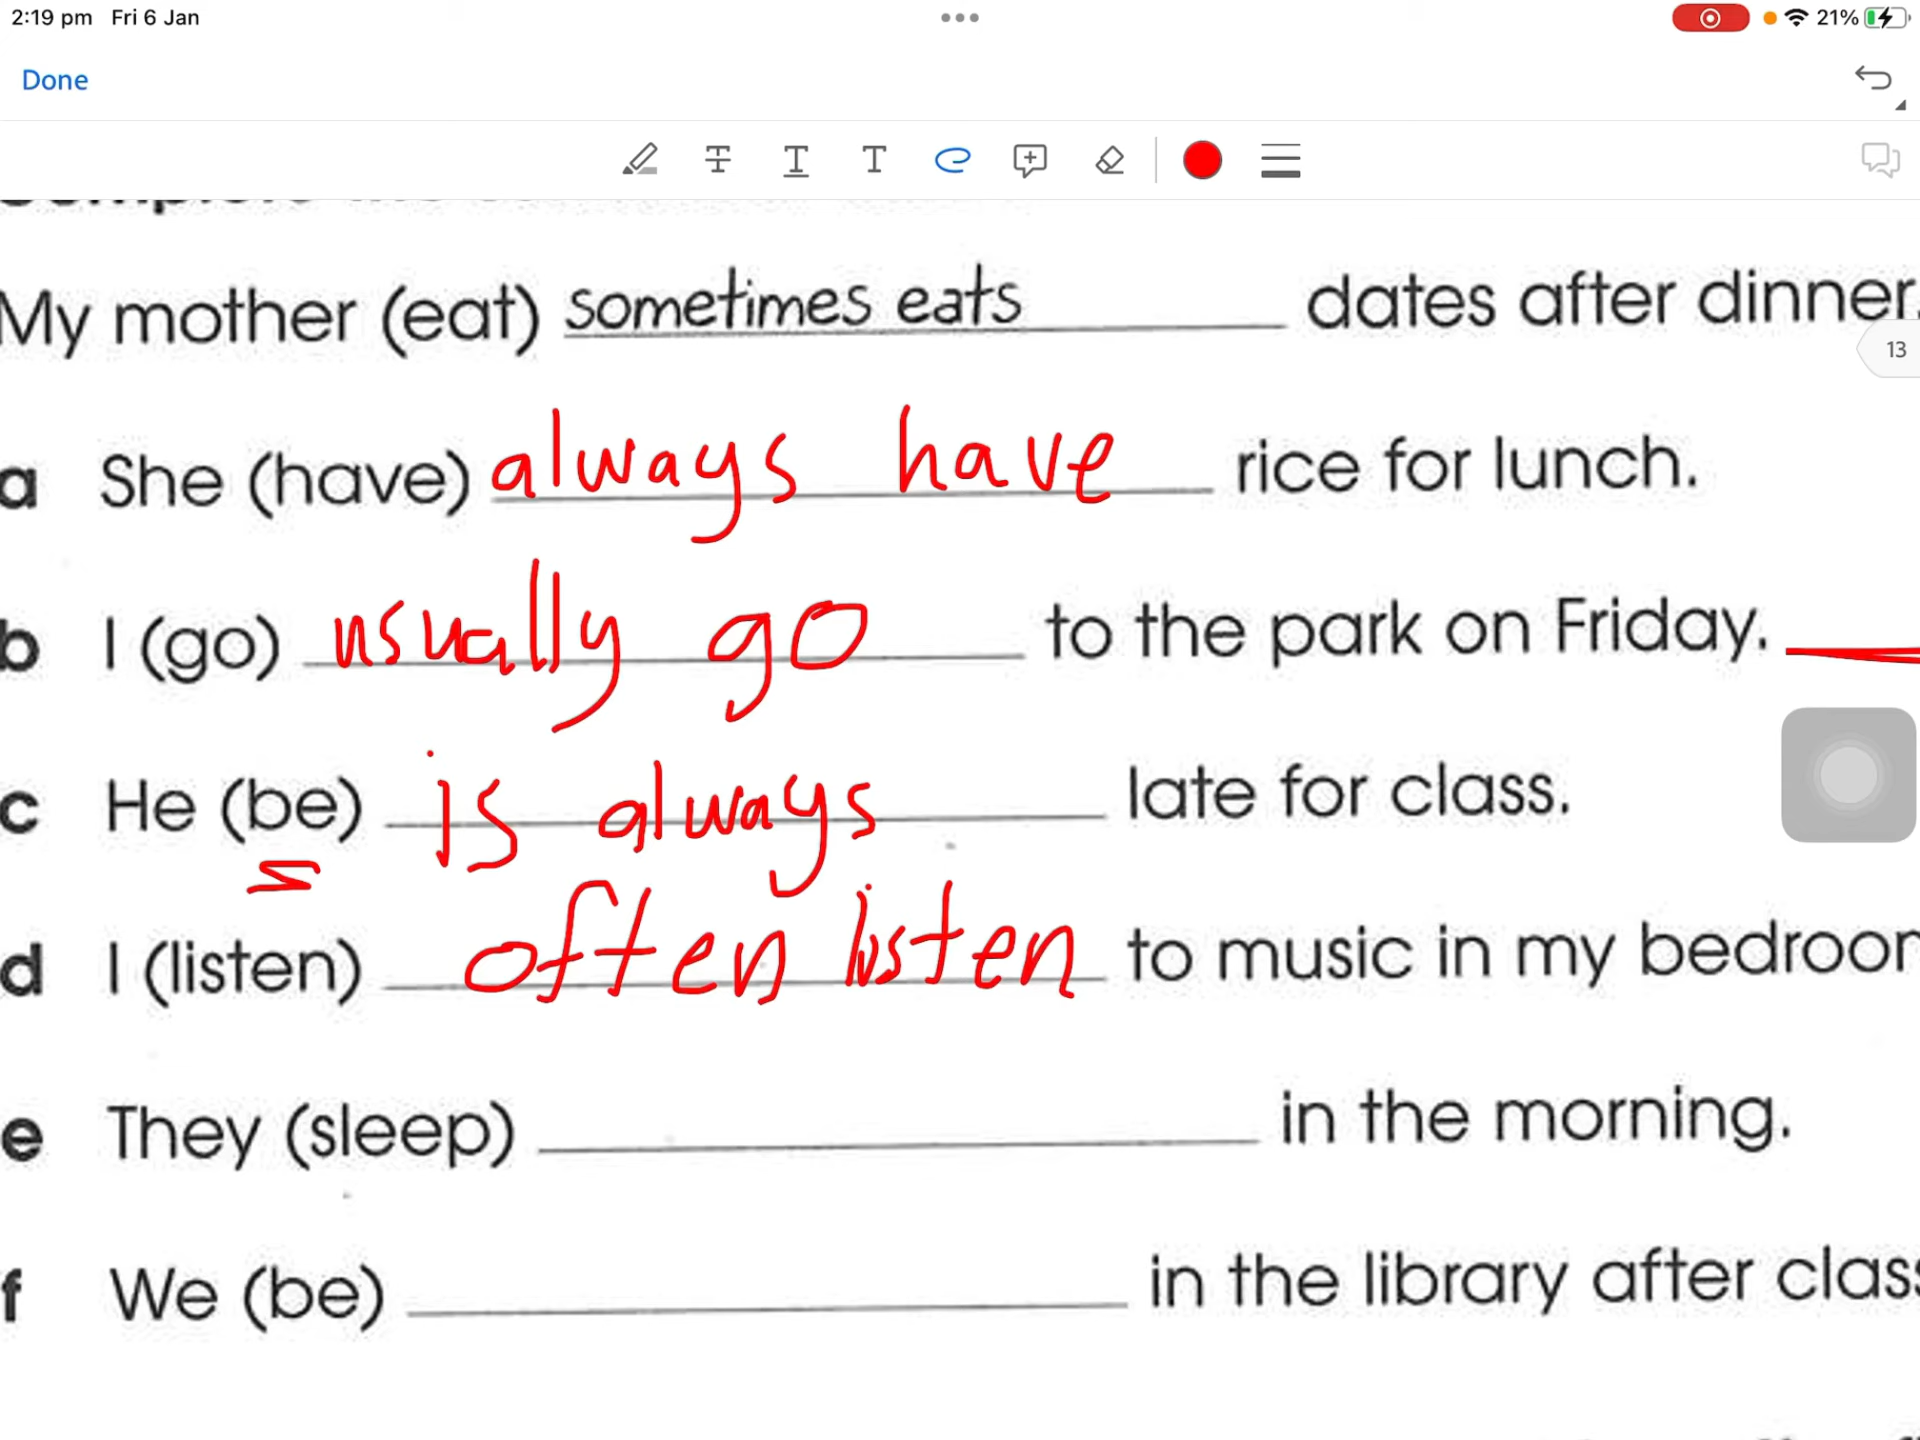 2:19 pm Fri 6 Jan 21%
Done
My mother (eat) sometimes eats dates after dinner.
13
a She (have) always have rice for lunch.
b I (go) usually go to the park on Friday.
c He (be) is always late for class.
d I (listen) often listen to music in my bedroom
e They (sleep) in the morning.
f We (be) in the library after class